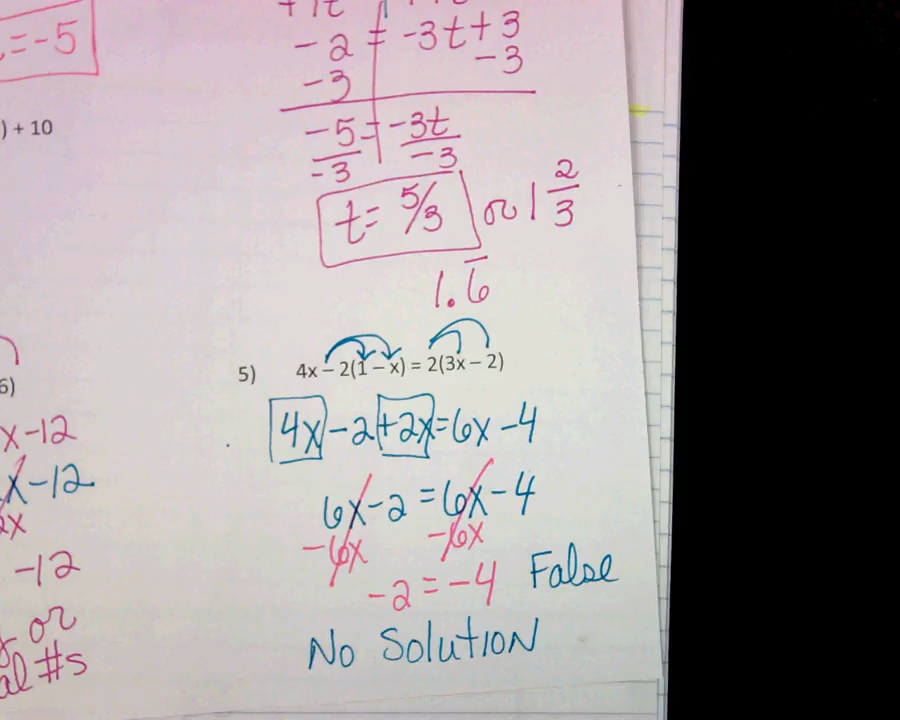 = -5
) + 10
-2 = -3t + 3
-3 -3
-5 = -3t
-3 -3
t = 5/3 or 1 2/3
1.6̅
6)
x - 12
x - 12
-12
or
al #s
5) 4x – 2(1 – x) = 2(3x – 2)
4x - 2 + 2x = 6x - 4
6x - 2 = 6x - 4
-6x -6x
-2 = -4 False
No Solution